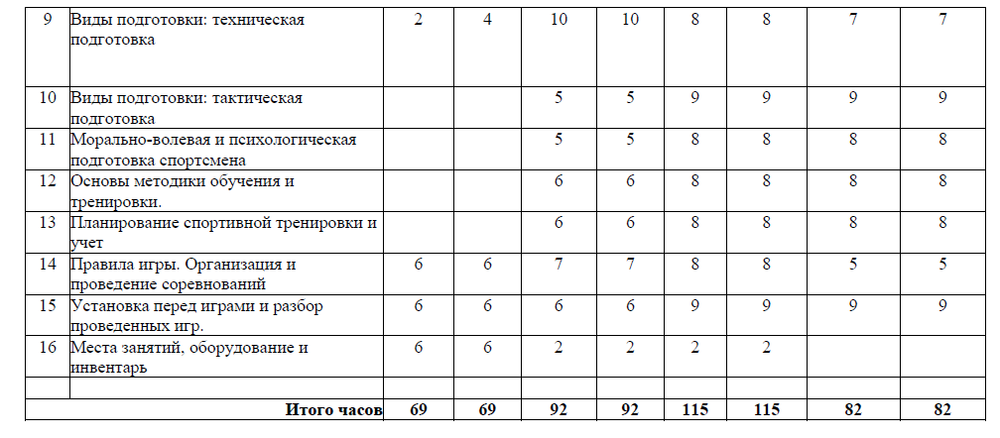 9 Виды подготовки: техническая 2 4 10 10 8 8 7 7
подготовка
10 Виды подготовки: тактическая 5 5 9 9 9 9
подготовка
11 Морально-волевая и психологическая 5 5 8 8 8 8
подготовка спортсмена
12 Основы методики обучения и 6 6 8 8 8 8
тренировки.
13 Планирование спортивной тренировки и 6 6 8 8 8 8
учет
14 Правила игры. Организация и 6 6 7 7 8 8 5 5
проведение соревнований
15 Установка перед играми и разбор 6 6 6 6 9 9 9 9
проведенных игр.
16 Места занятий, оборудование и 6 6 2 2 2 2
инвентарь
Итого часов 69 69 92 92 115 115 82 82